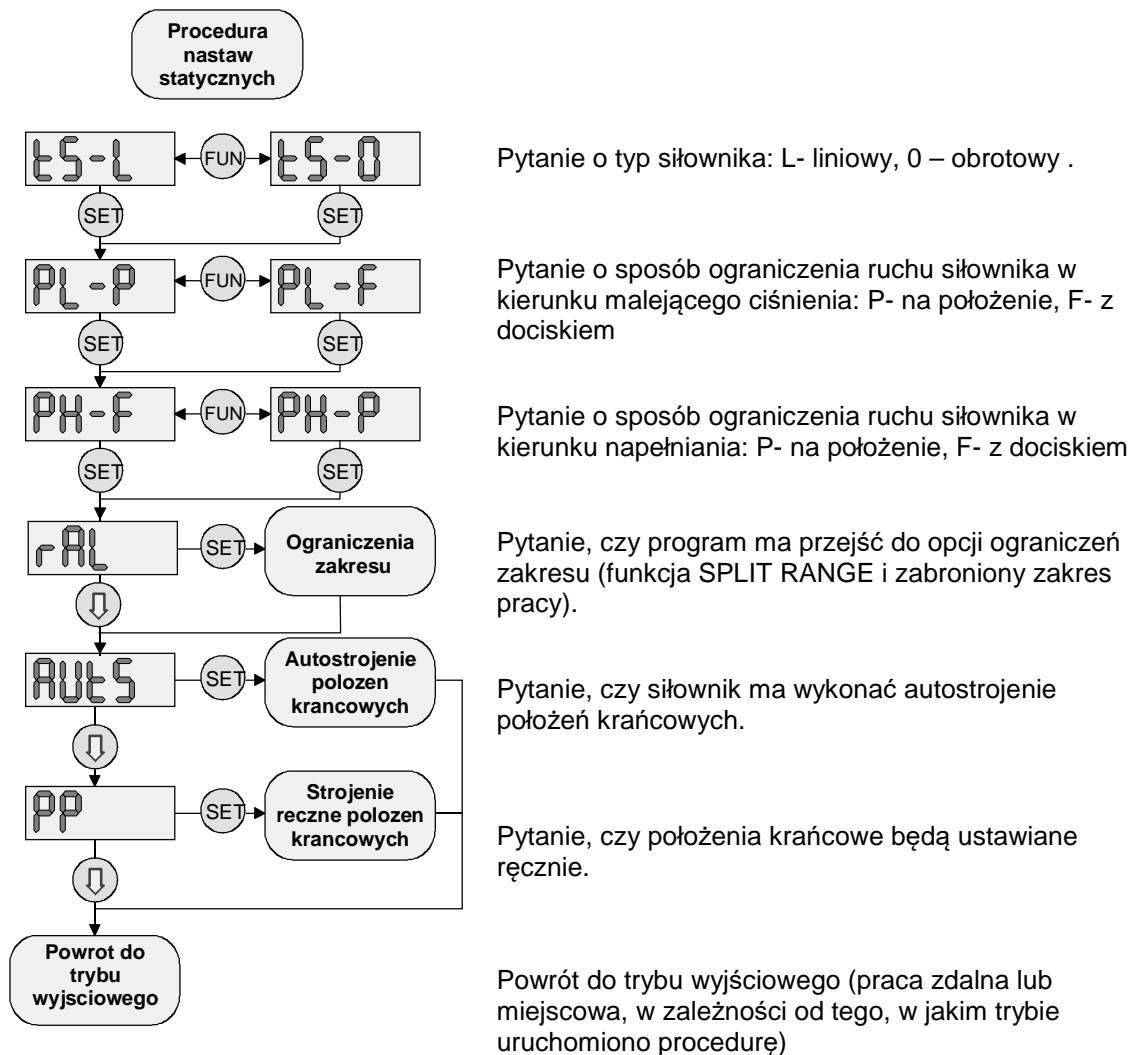 Procedura
nastaw
statycznych
tS-L
FUN
tS-0
Pytanie o typ siłownika: L- liniowy, 0 – obrotowy .
SET
SET
PL-P
FUN
PL-F
Pytanie o sposób ograniczenia ruchu siłownika w
kierunku malejącego ciśnienia: P- na położenie, F- z
dociskiem
SET
SET
PH-F
FUN
PH-P
Pytanie o sposób ograniczenia ruchu siłownika w
kierunku napełniania: P- na położenie, F- z dociskiem
SET
SET
rAL
SET
Ograniczenia
zakresu
Pytanie, czy program ma przejść do opcji ograniczeń
zakresu (funkcja SPLIT RANGE i zabroniony zakres
pracy).
AUtS
SET
Autostrojenie
polozen
krancowych
Pytanie, czy siłownik ma wykonać autostrojenie
położeń krańcowych.
PP
SET
Strojenie
reczne polozen
krancowych
Pytanie, czy położenia krańcowe będą ustawiane
ręcznie.
Powrot do
trybu
wyjsciowego
Powrót do trybu wyjściowego (praca zdalna lub
miejscowa, w zależności od tego, w jakim trybie
uruchomiono procedurę)